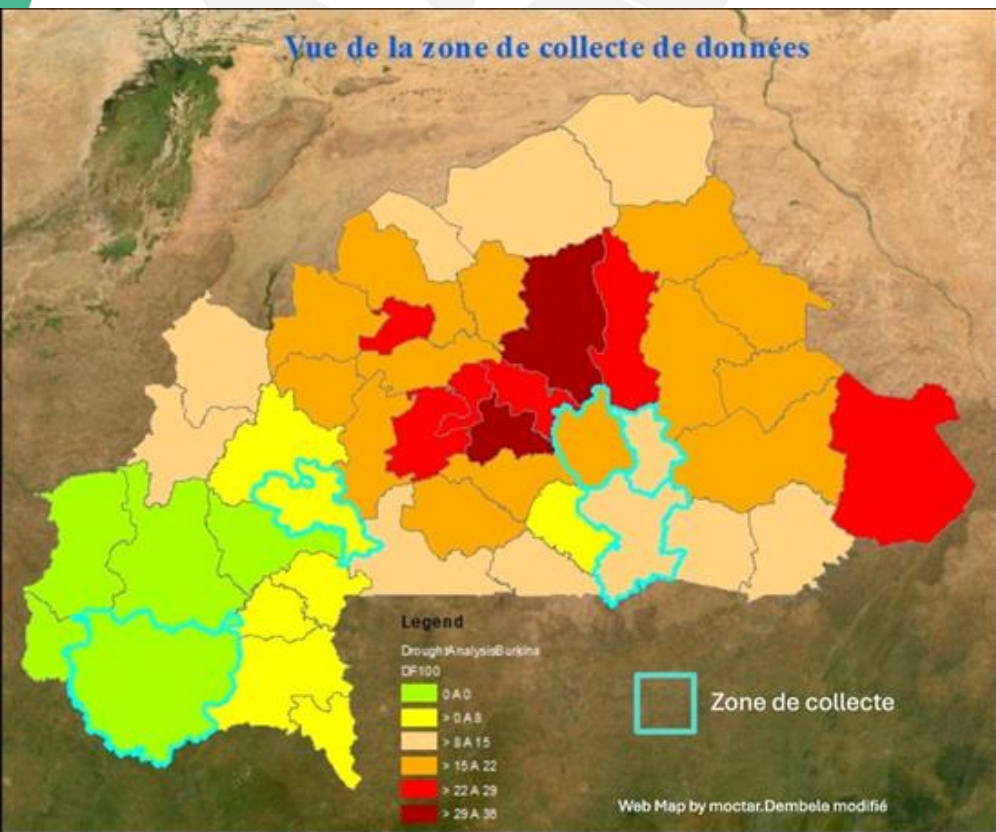 Vue de la zone de collecte de données
Legend
DroughtAnalysisBurkina
DF100
0 A 0
> 0 A 8
> 8 A 15
> 15 A 22
> 22 A 29
> 29 A 36
Zone de collecte
Web Map by moctar.Dembele modifié